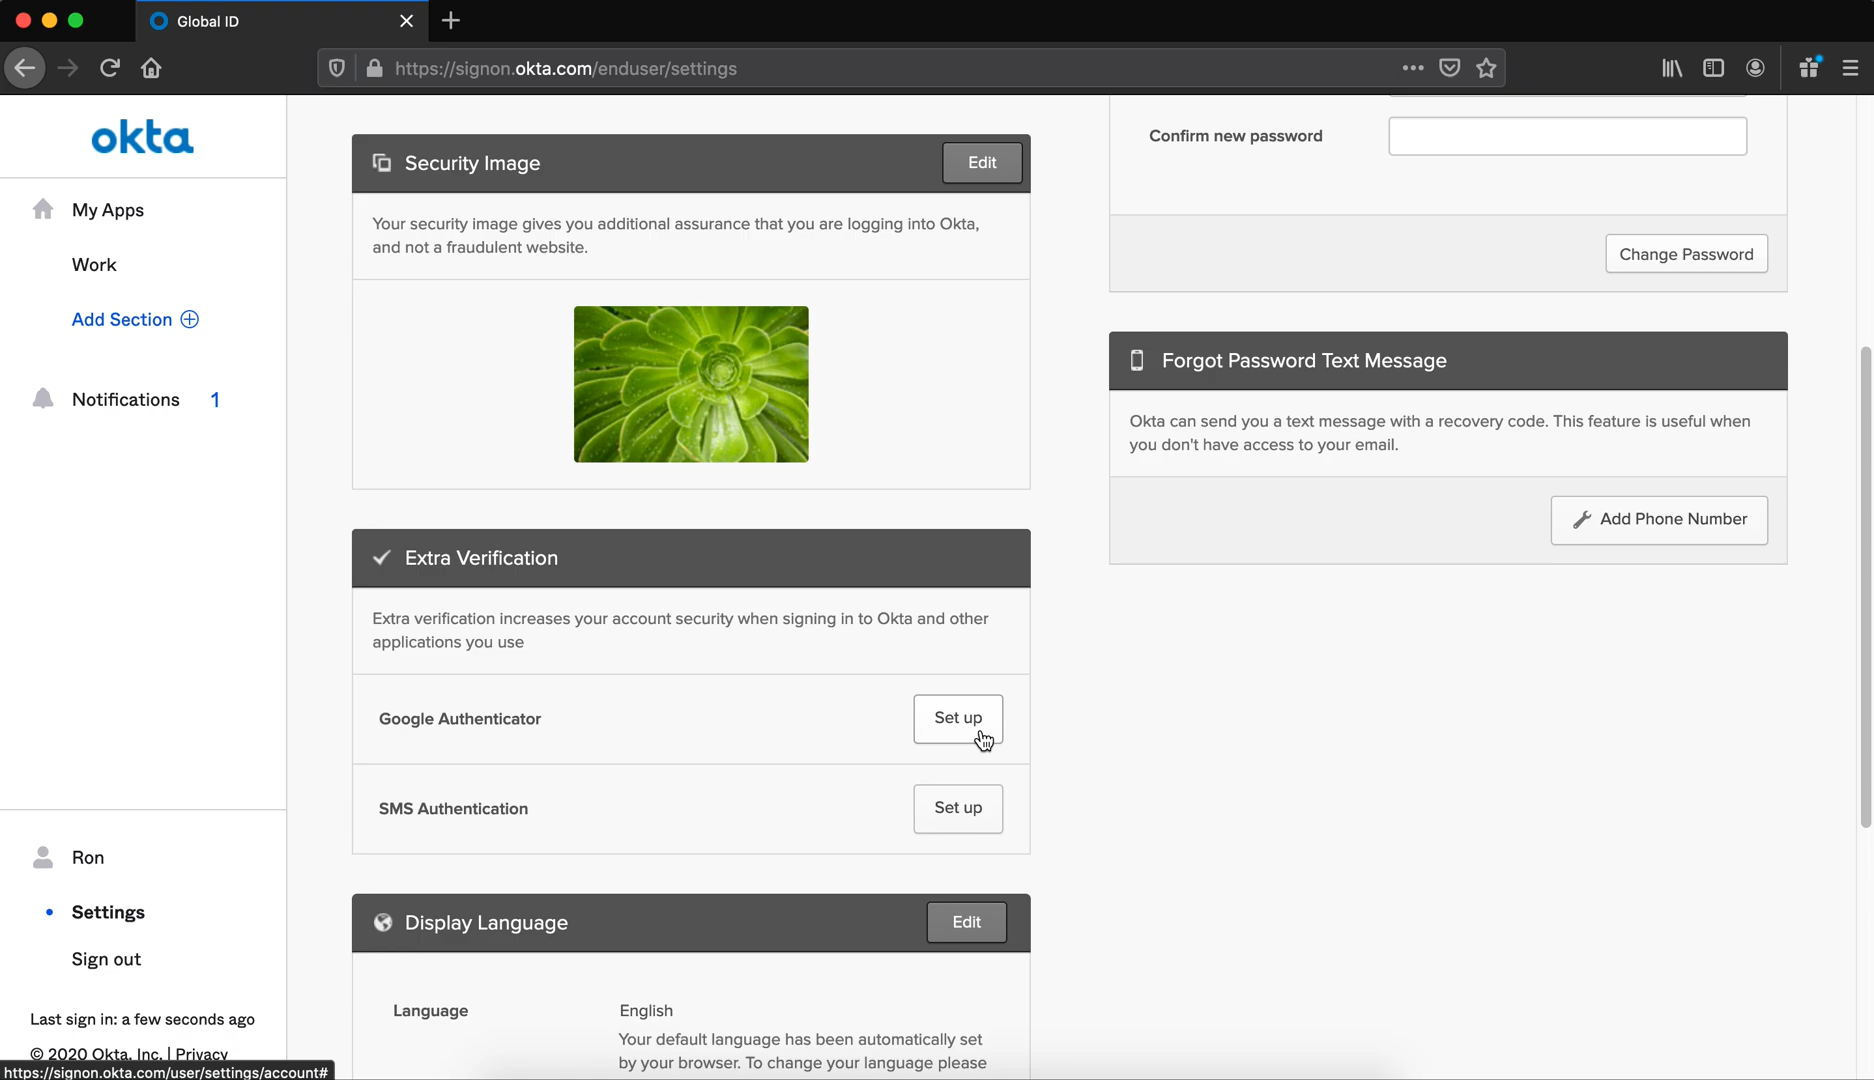 Global ID
https://signon.okta.com/enduser/settings
okta
My Apps
Work
Add Section
Notifications 1
Ron
Settings
Sign out
Last sign in: a few seconds ago
© 2020 Okta, Inc. | Privacy
https://signon.okta.com/user/settings/account#
Security Image
Edit
Your security image gives you additional assurance that you are logging into Okta,
and not a fraudulent website.
Extra Verification
Extra verification increases your account security when signing in to Okta and other
applications you use
Google Authenticator
Set up
SMS Authentication
Set up
Display Language
Edit
Language
English
Your default language has been automatically set
by your browser. To change your language please
Confirm new password
Change Password
Forgot Password Text Message
Okta can send you a text message with a recovery code. This feature is useful when
you don't have access to your email.
Add Phone Number